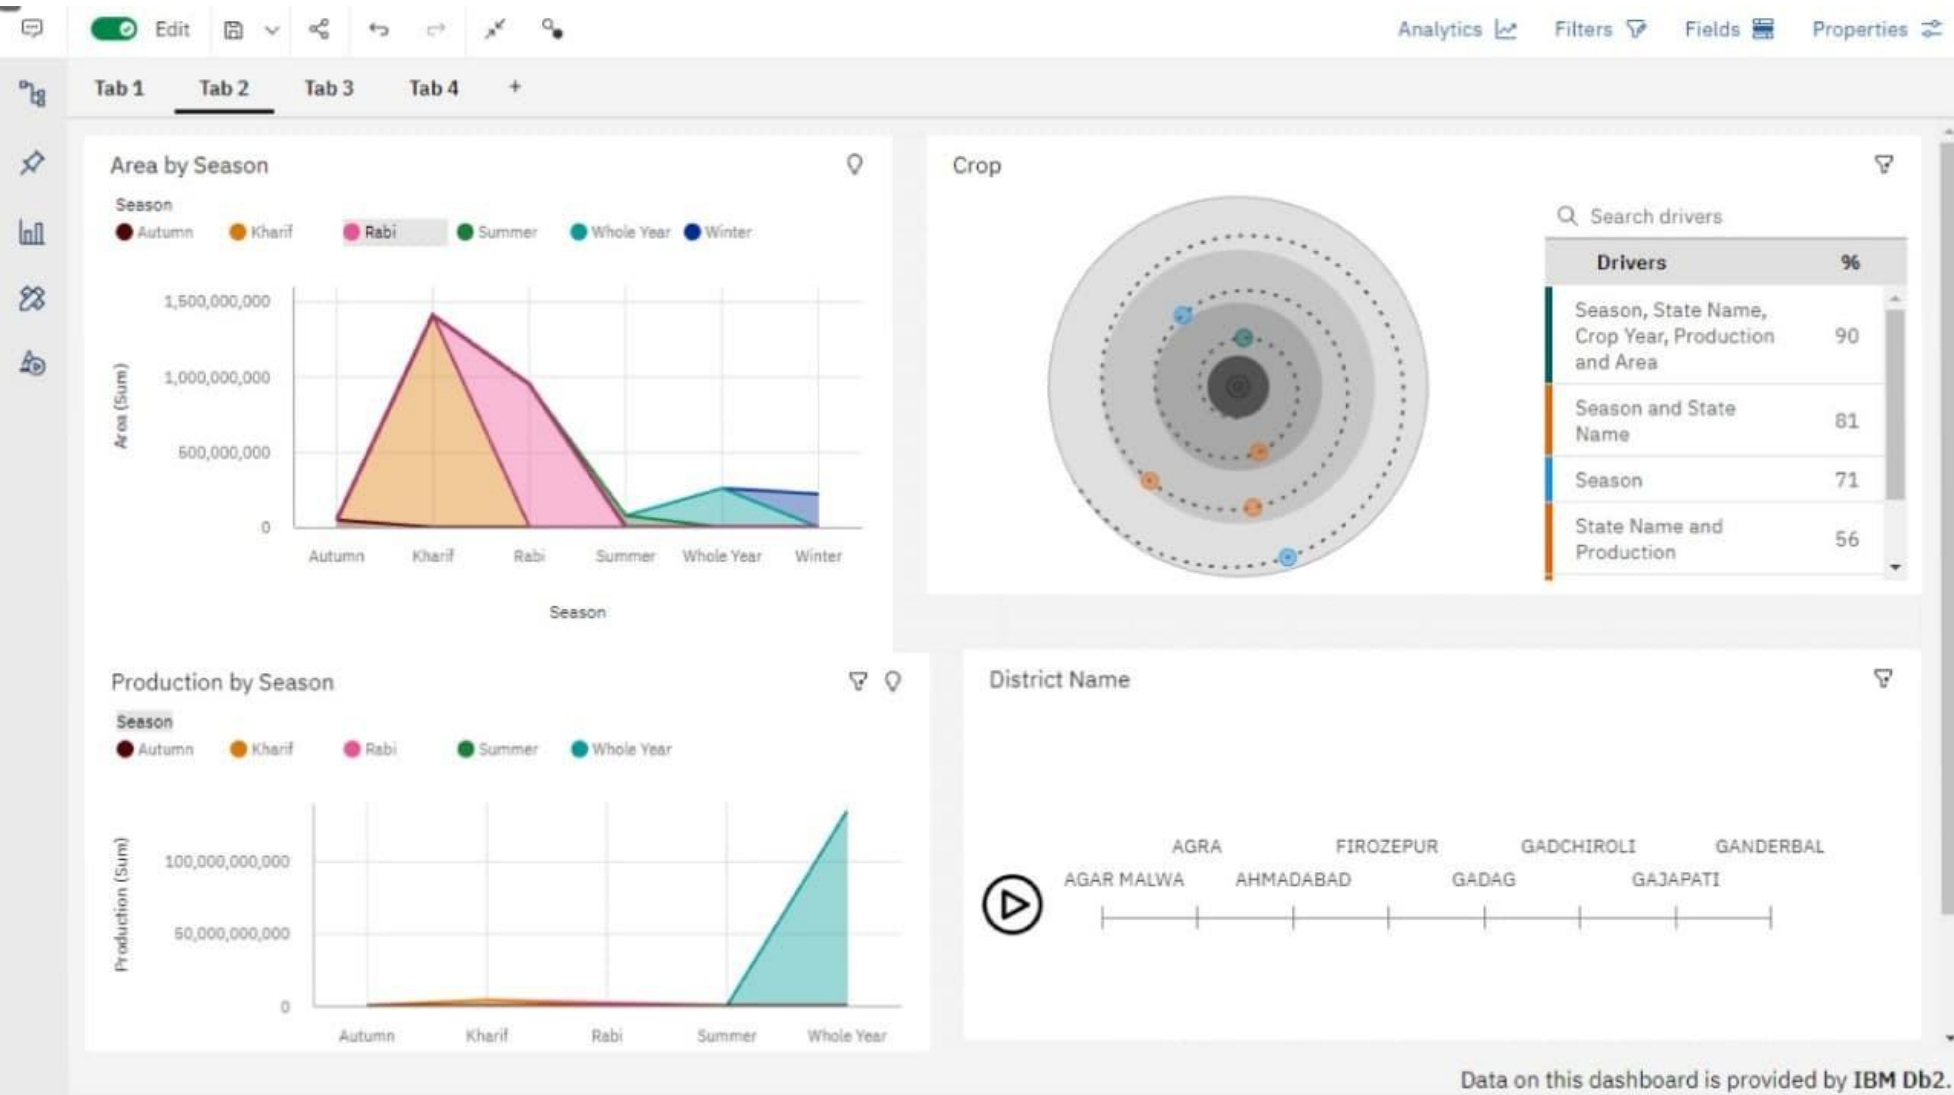 Edit
Analytics
Filters
Fields
Properties
Tab 1
Tab 2
Tab 3
Tab 4
+
Area by Season
Season
Autumn Kharif Rabi Summer Whole Year Winter
Area (Sum)
1,500,000,000
1,000,000,000
500,000,000
0
Autumn Kharif Rabi Summer Whole Year Winter
Season
Crop
Search drivers
Drivers %
Season, State Name,
Crop Year, Production 90
and Area
Season and State
Name 81
Season 71
State Name and
Production 56
Production by Season
Season
Autumn Kharif Rabi Summer Whole Year
Production (Sum)
100,000,000,000
50,000,000,000
0
Autumn Kharif Rabi Summer Whole Year
District Name
AGRA FIROZEPUR GADCHIROLI GANDERBAL
AGAR MALWA AHMADABAD GADAG GAJAPATI
Data on this dashboard is provided by IBM Db2.